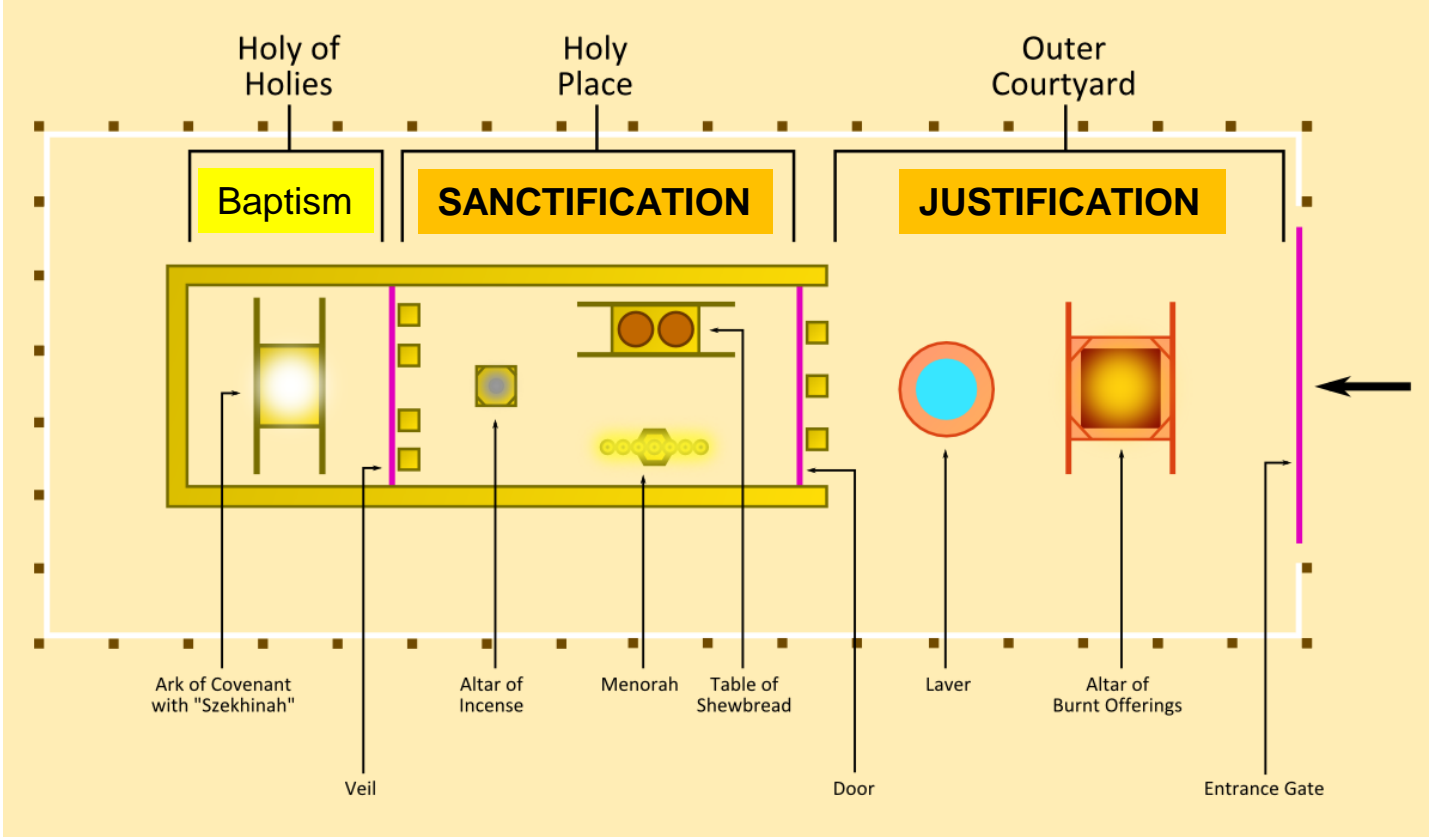 Holy of
Holies
Holy
Place
Outer
Courtyard
Baptism
SANCTIFICATION
JUSTIFICATION
Ark of Covenant
with "Szekhinah"
Altar of
Incense
Menorah
Table of
Shewbread
Laver
Altar of
Burnt Offerings
Veil
Door
Entrance Gate